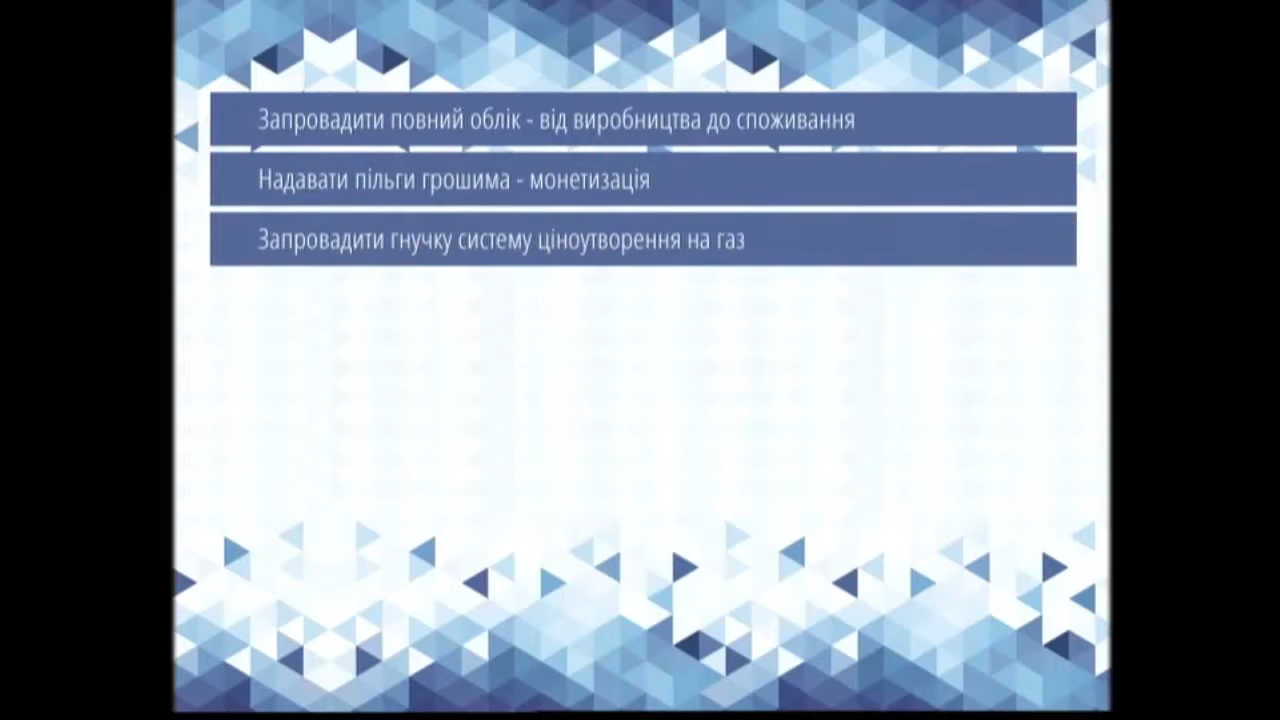 Запровадити повний облік - від виробництва до споживання
Надавати пільги грошима - монетизація
Запровадити гнучку систему ціноутворення на газ